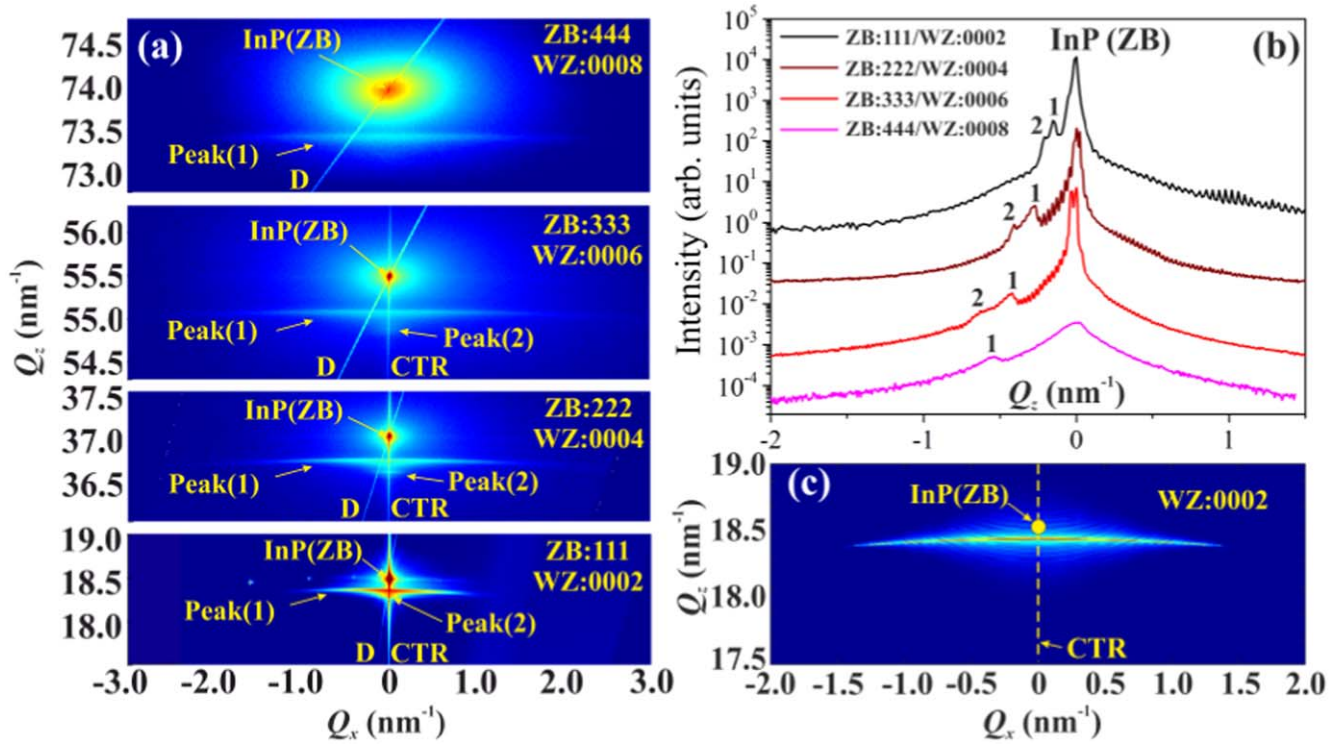 (a)
InP(ZB)
ZB:444
WZ:0008
Peak(1)
D
74.5
74.0
73.5
73.0
InP(ZB)
ZB:333
WZ:0006
Peak(1)
Peak(2)
D
CTR
56.0
55.5
55.0
54.5
InP(ZB)
ZB:222
WZ:0004
Peak(1)
Peak(2)
D
CTR
37.5
37.0
36.5
InP(ZB)
ZB:111
WZ:0002
Peak(1)
Peak(2)
D
CTR
19.0
18.5
18.0
Qz (nm-1)
-3.0
-2.0
-1.0
0
1.0
2.0
3.0
Qx (nm-1)
(b)
InP (ZB)
ZB:111/WZ:0002
ZB:222/WZ:0004
ZB:333/WZ:0006
ZB:444/WZ:0008
2
1
2
1
2
1
1
10^5
10^4
10^3
10^2
10^1
10^0
10^-1
10^-2
10^-3
10^-4
Intensity (arb. units)
Qz (nm-1)
-2
-1
0
1
(c)
InP(ZB)
WZ:0002
CTR
19.0
18.5
18.0
17.5
Qz (nm-1)
-2.0
-1.5
-1.0
-0.5
0
0.5
1.0
1.5
2.0
Qx (nm-1)